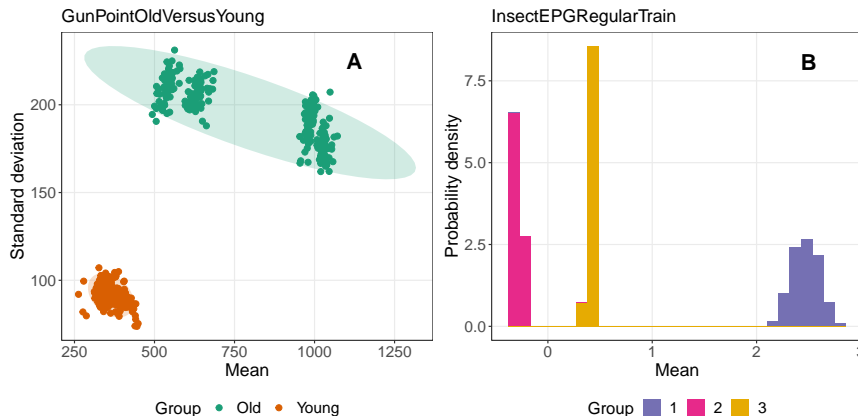 GunPointOldVersusYoung
A
Standard deviation
200
150
100
250 500 750 1000 1250
Mean
Group Old Young
InsectEPGRegularTrain
B
Probability density
7.5
5.0
2.5
0.0
0 1 2 3
Mean
Group 1 2 3